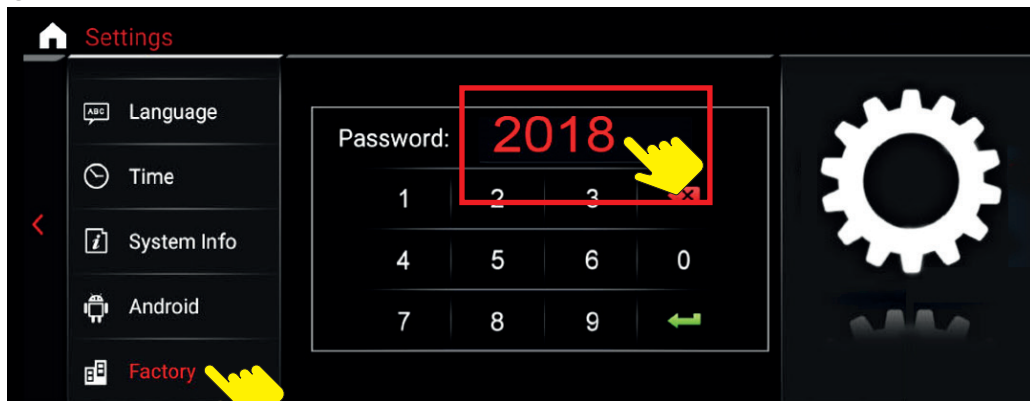 Settings
ABC Language
Time
i System Info
Android
Factory
Password: 2018
1 2 3
4 5 6 0
7 8 9